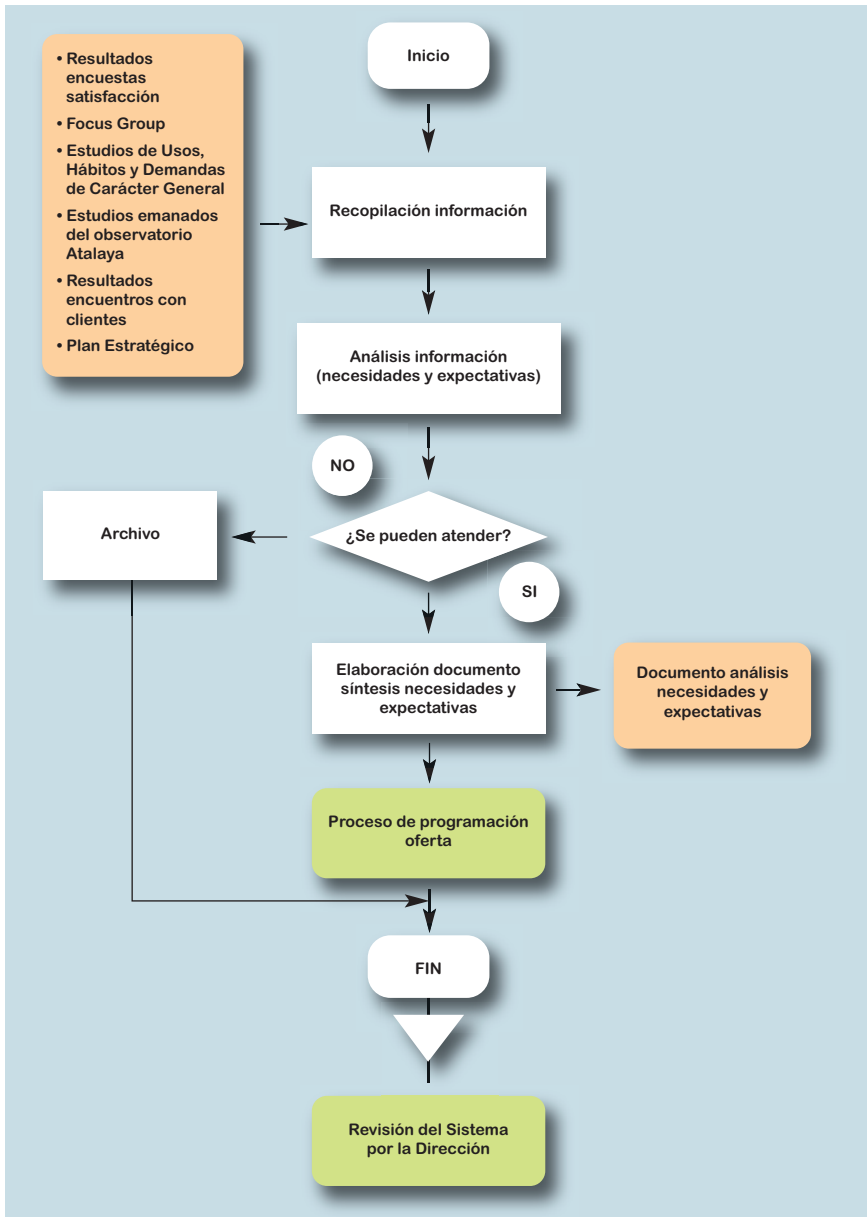 • Resultados
encuestas
satisfacción
• Focus Group
• Estudios de Usos,
Hábitos y Demandas
de Carácter General
• Estudios emanados
del observatorio
Atalaya
• Resultados
encuentros con
clientes
• Plan Estratégico
Inicio
Recopilación información
Análisis información
(necesidades y expectativas)
NO
¿Se pueden atender?
Archivo
SI
Elaboración documento
síntesis necesidades y
expectativas
Documento análisis
necesidades y
expectativas
Proceso de programación
oferta
FIN
Revisión del Sistema
por la Dirección